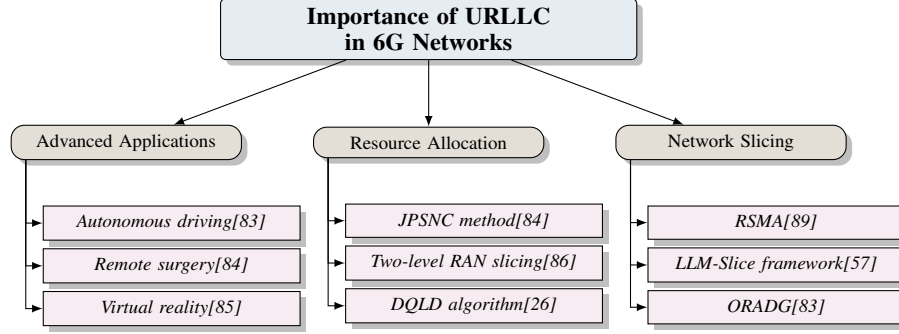 Importance of URLLC
in 6G Networks
Advanced Applications
Resource Allocation
Network Slicing
Autonomous driving[83]
Remote surgery[84]
Virtual reality[85]
JPSNC method[84]
Two-level RAN slicing[86]
DQLD algorithm[26]
RSMA[89]
LLM-Slice framework[57]
ORADG[83]